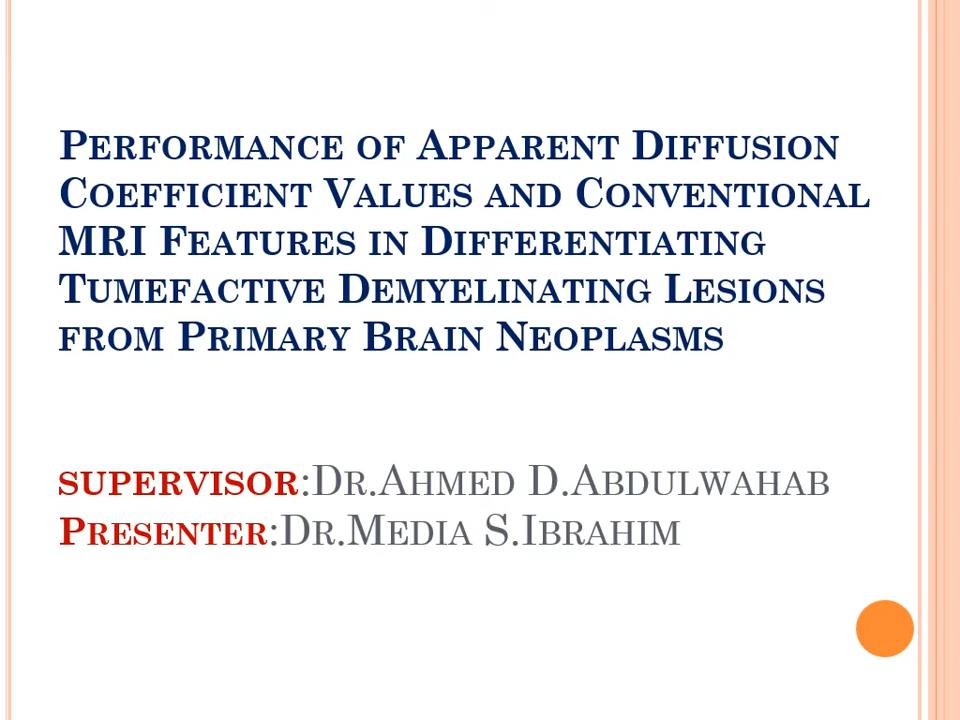 Performance of Apparent Diffusion
Coefficient Values and Conventional
MRI Features in Differentiating
Tumefactive Demyelinating Lesions
from Primary Brain Neoplasms
supervisor:Dr.Ahmed D.Abdulwahab
Presenter:Dr.Media S.Ibrahim